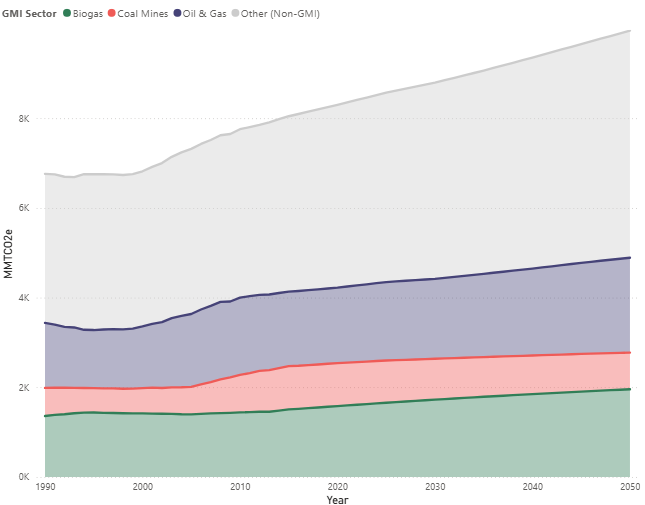 GMI Sector Biogas Coal Mines Oil & Gas Other (Non-GMI)
8K
6K
4K
2K
0K
MMTCO2e
1990 2000 2010 2020 2030 2040 2050
Year